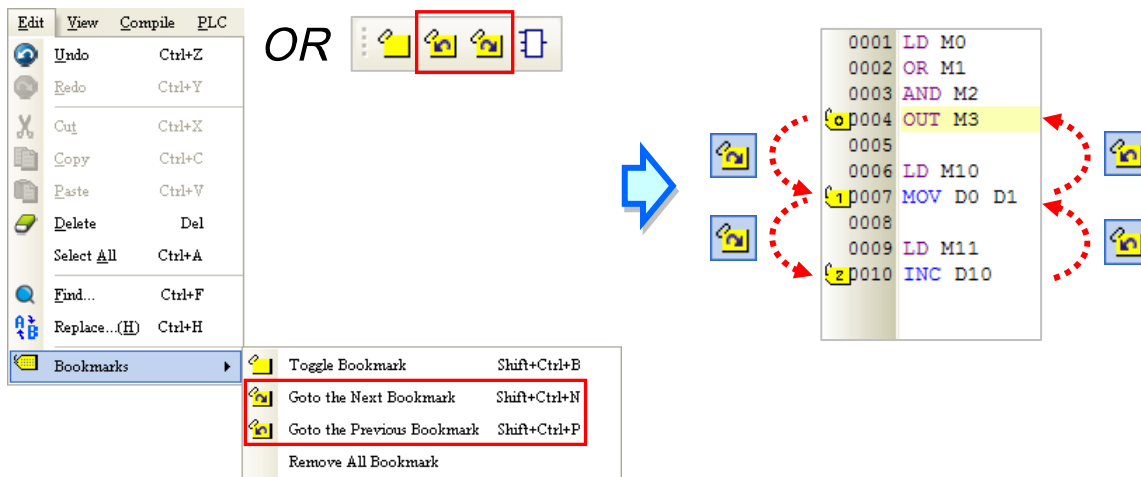 Edit View Compile PLC
Undo Ctrl+Z
Redo Ctrl+Y
Cut Ctrl+X
Copy Ctrl+C
Paste Ctrl+V
Delete Del
Select All Ctrl+A
Find... Ctrl+F
Replace...(H) Ctrl+H
Bookmarks
Toggle Bookmark Shift+Ctrl+B
Goto the Next Bookmark Shift+Ctrl+N
Goto the Previous Bookmark Shift+Ctrl+P
Remove All Bookmark
OR
0001 LD M0
0002 OR M1
0003 AND M2
0 0004 OUT M3
0005
0006 LD M10
1 0007 MOV D0 D1
0008
0009 LD M11
2 0010 INC D10